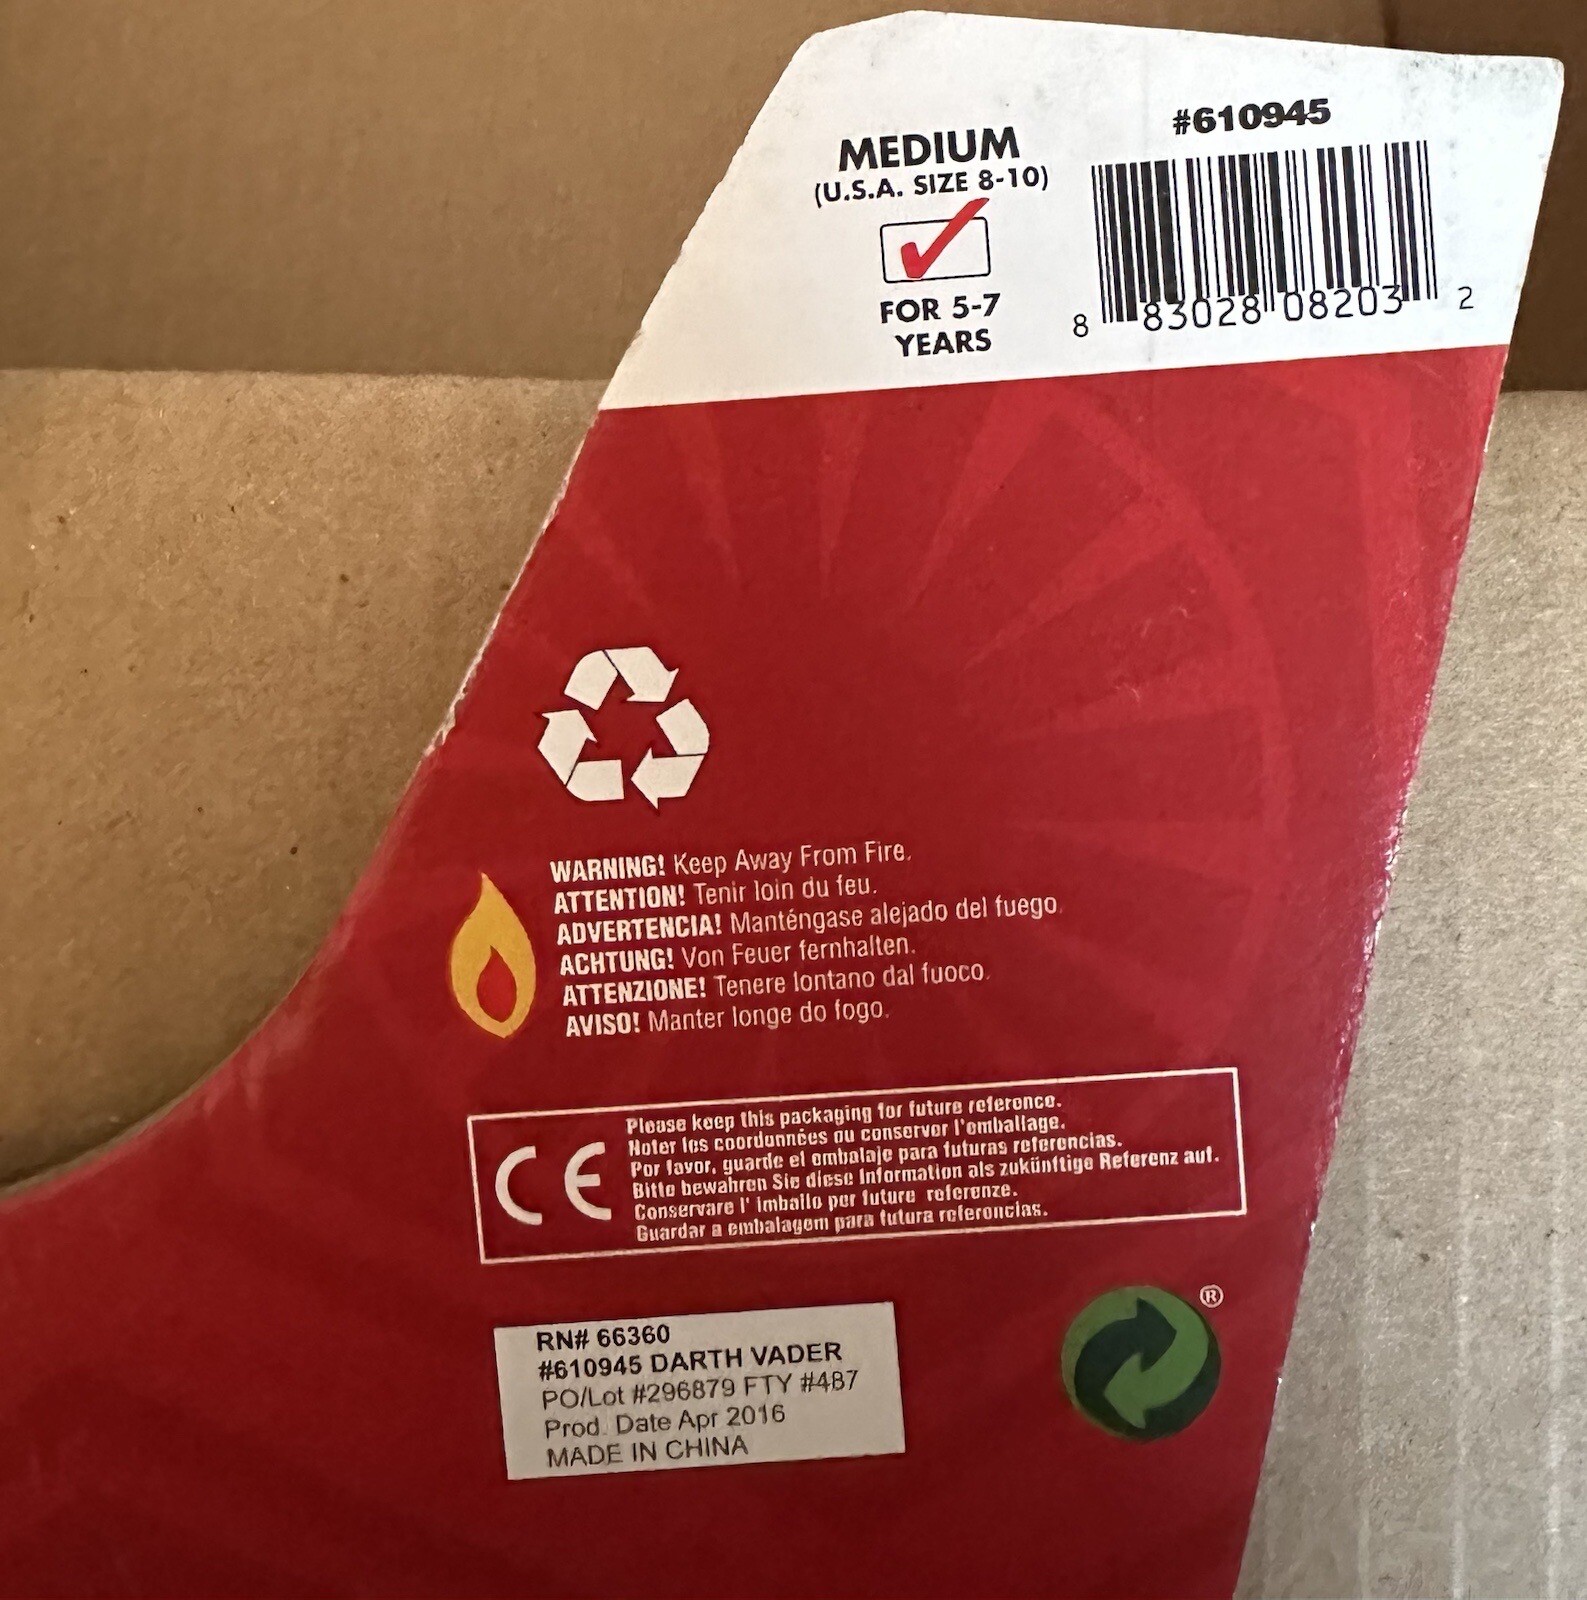 #610945
MEDIUM
(U.S.A. SIZE 8-10)
FOR 5-7
YEARS
8 83028 08203 2
WARNING! Keep Away From Fire.
ATTENTION! Tenir loin du feu.
ADVERTENCIA! Manténgase alejado del fuego.
ACHTUNG! Von Feuer fernhalten.
ATTENZIONE! Tenere lontano dal fuoco.
AVISO! Manter longe do fogo.
CE
Please keep this packaging for future reference.
Noter les coordonnées ou conserver l'emballage.
Por favor, guarde el embalaje para futuras referencias.
Bitte bewahren Sie diese Information als zukünftige Referenz auf.
Conservare l' imballo per future referenze.
Guardar a embalagem para futura referencias.
®
RN# 66360
#610945 DARTH VADER
PO/Lot #296879 FTY #487
Prod. Date Apr 2016
MADE IN CHINA